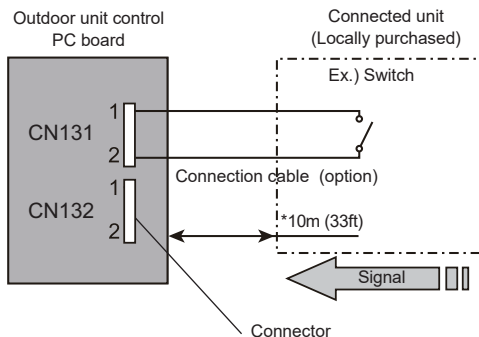 Outdoor unit control
PC board
Connected unit
(Locally purchased)
Ex.) Switch
1
CN131
2
Connection cable (option)
1
CN132
2
*10m (33ft)
Signal
Connector